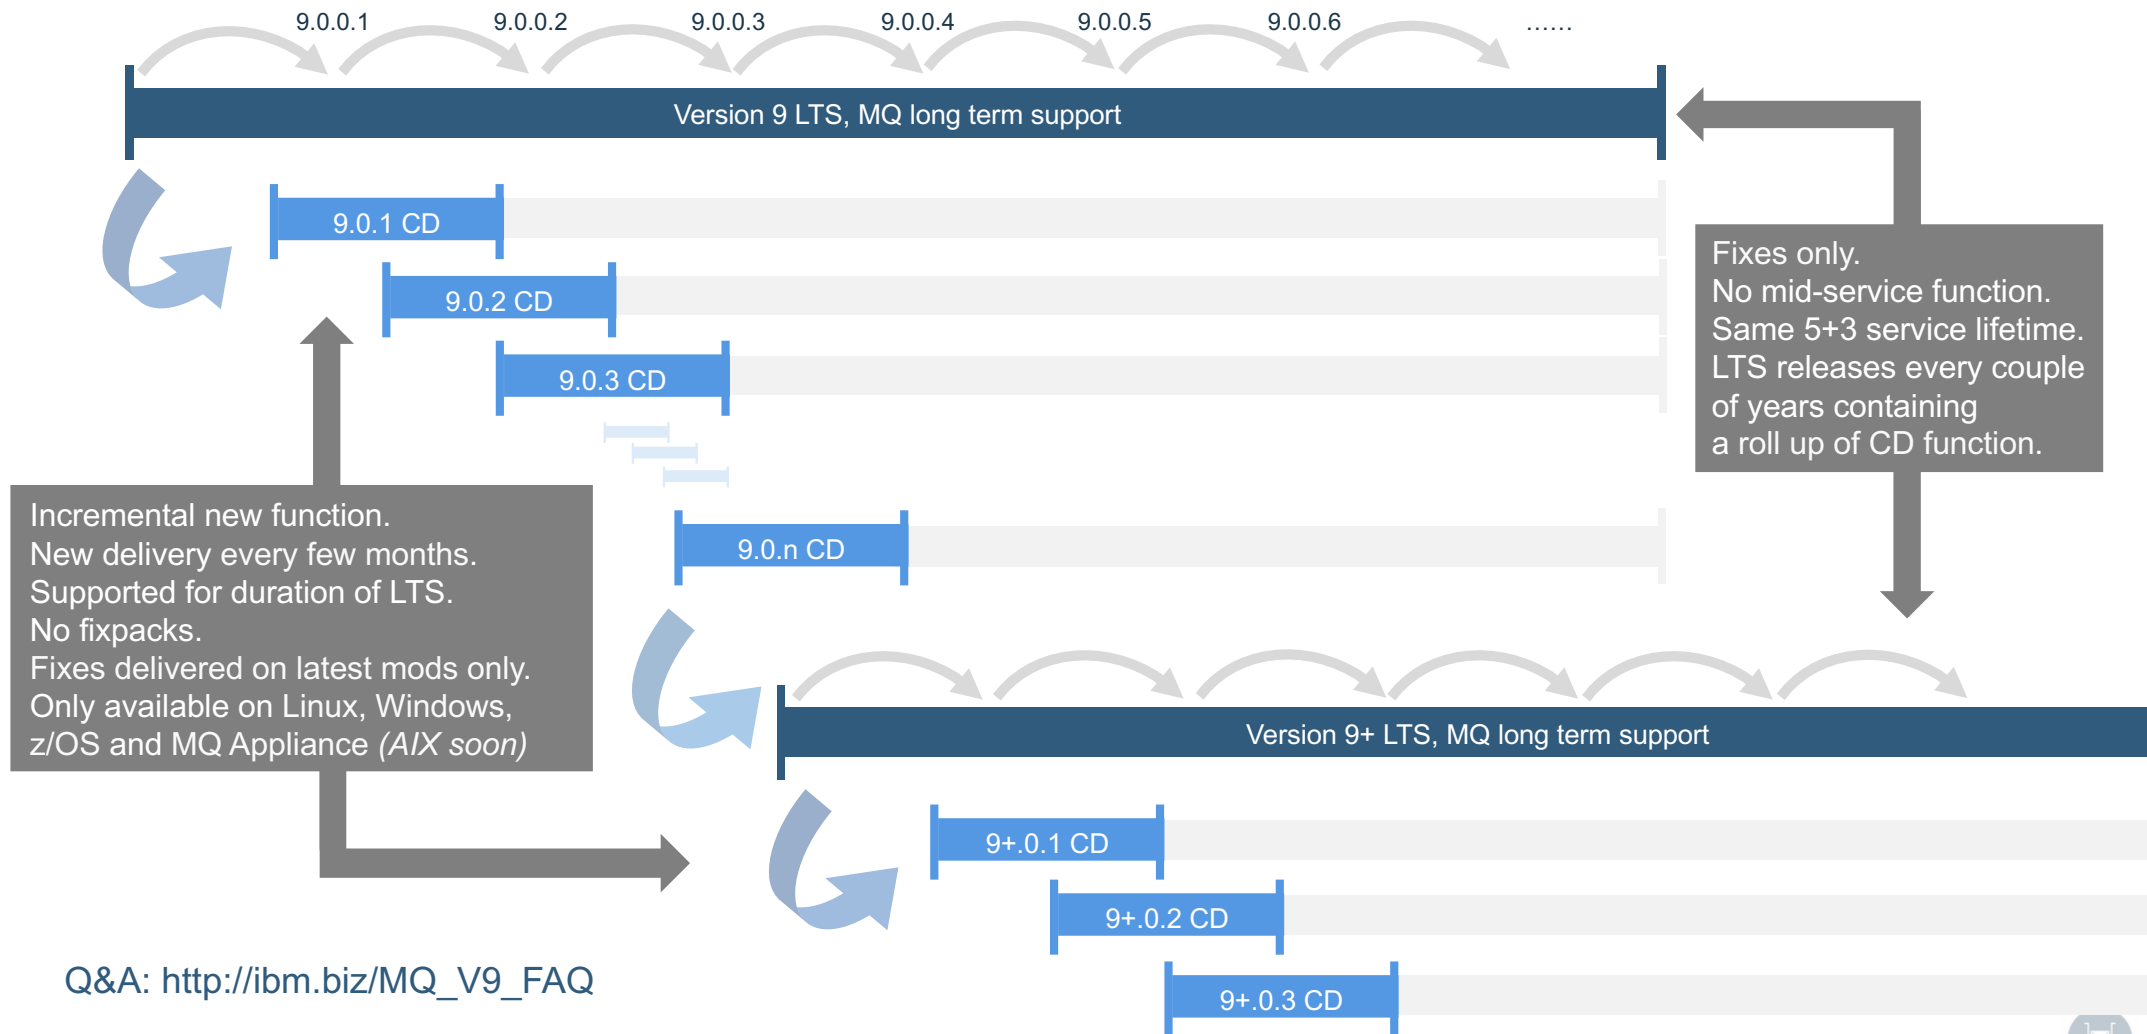 9.0.0.1 9.0.0.2 9.0.0.3 9.0.0.4 9.0.0.5 9.0.0.6 ......
Version 9 LTS, MQ long term support
9.0.1 CD
9.0.2 CD
9.0.3 CD
9.0.n CD
Fixes only.
No mid-service function.
Same 5+3 service lifetime.
LTS releases every couple
of years containing
a roll up of CD function.
Incremental new function.
New delivery every few months.
Supported for duration of LTS.
No fixpacks.
Fixes delivered on latest mods only.
Only available on Linux, Windows,
z/OS and MQ Appliance (AIX soon)
Version 9+ LTS, MQ long term support
9+.0.1 CD
9+.0.2 CD
9+.0.3 CD
Q&A: http://ibm.biz/MQ_V9_FAQ